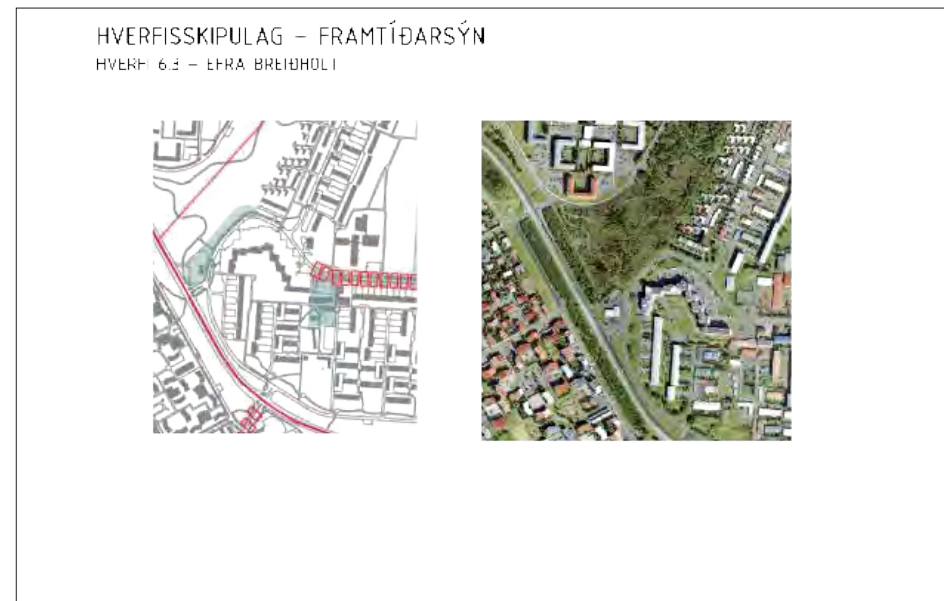 HVERFISSKIPULAG – FRAMTÍÐARSÝN
HVERFI 6.3 – EFRA BREIÐHOLT